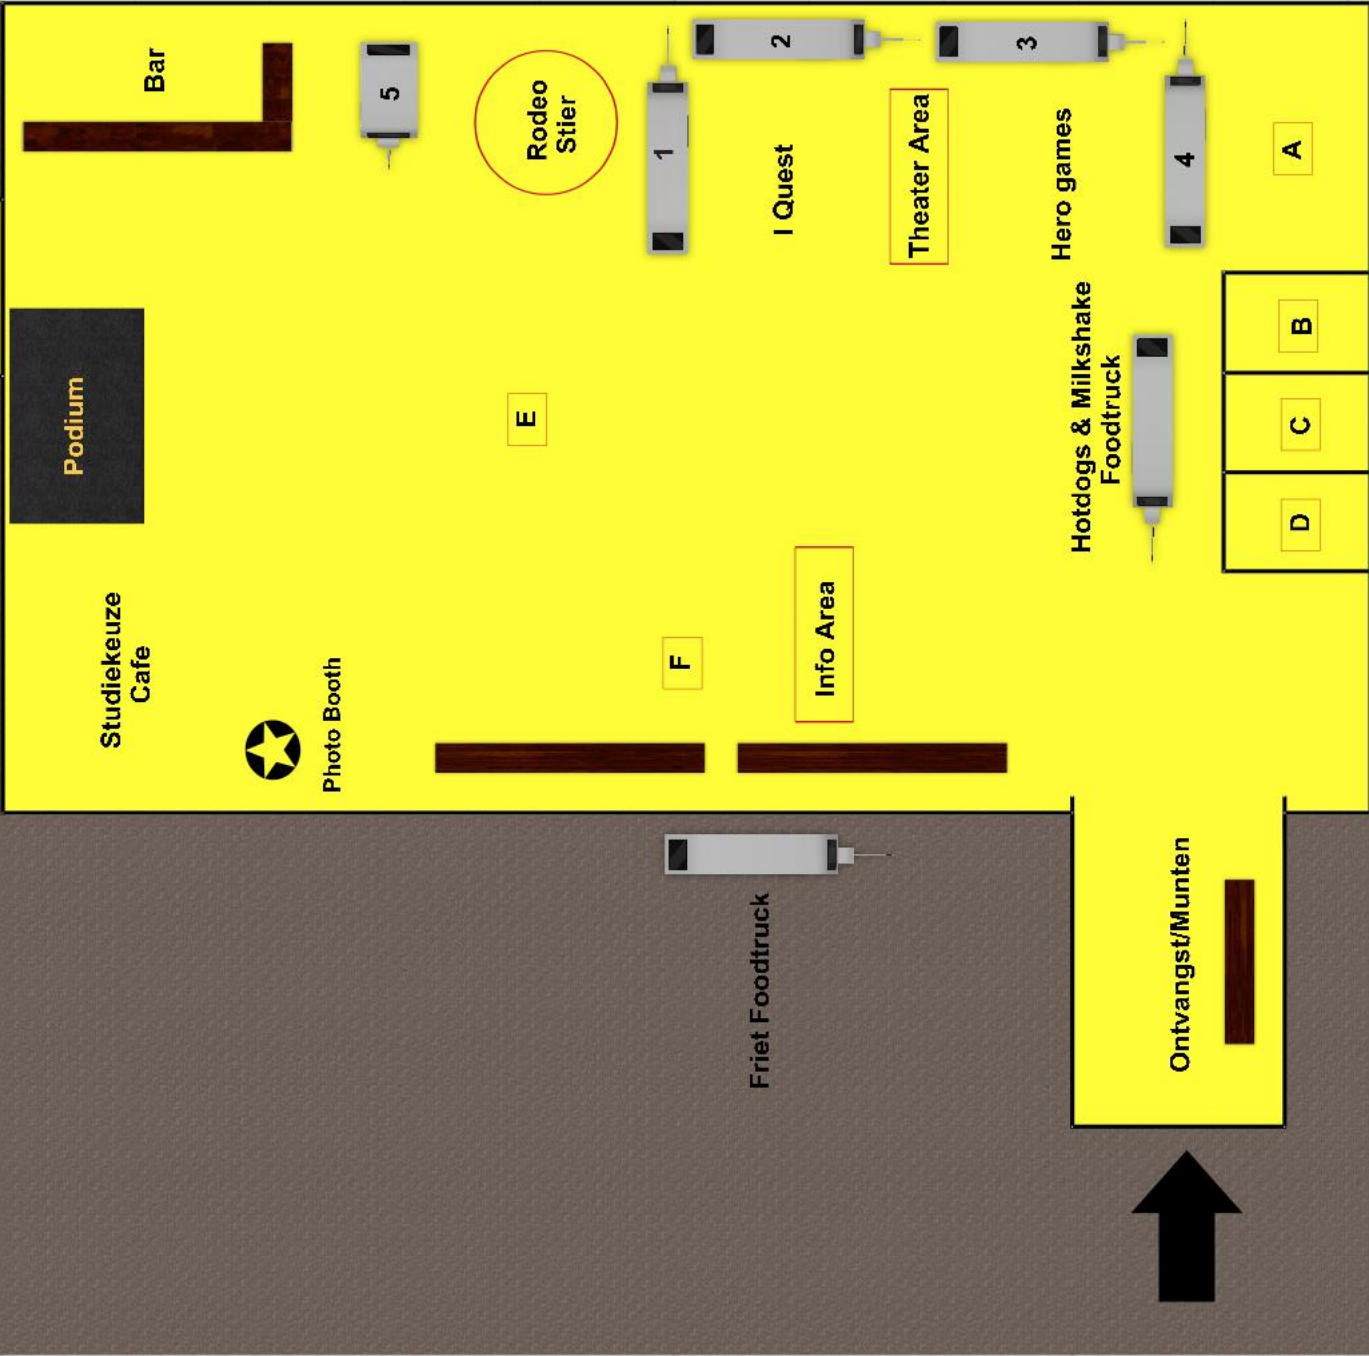 Bar
5
Rodeo
Stier
1
2
3
I Quest
Theater Area
Hero games
4
A
B
C
D
Hotdogs & Milkshake
Foodtruck
Podium
E
Studiekeuze
Cafe
Photo Booth
F
Info Area
Friet Foodtruck
Ontvangst/Munten